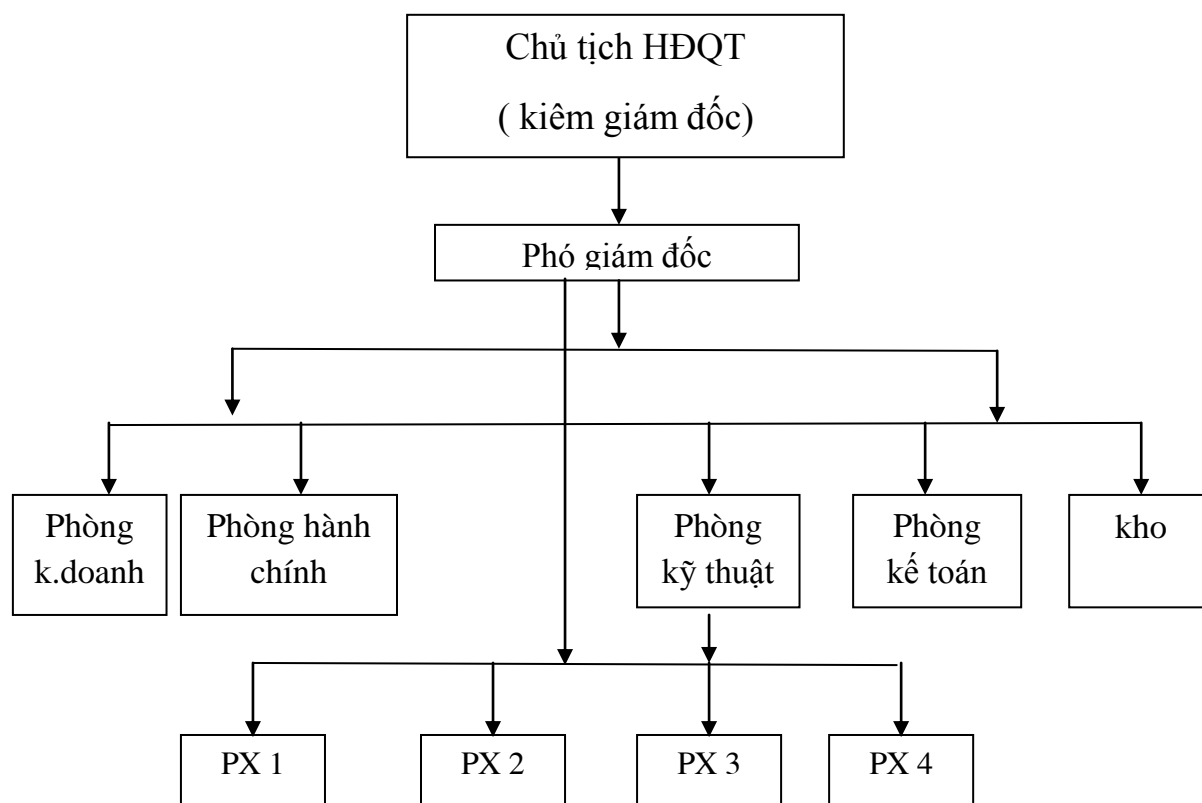 Chủ tịch HĐQT
( kiêm giám đốc)
Phó giám đốc
Phòng
k.doanh
Phòng hành
chính
Phòng
kỹ thuật
Phòng
kế toán
kho
PX 1
PX 2
PX 3
PX 4